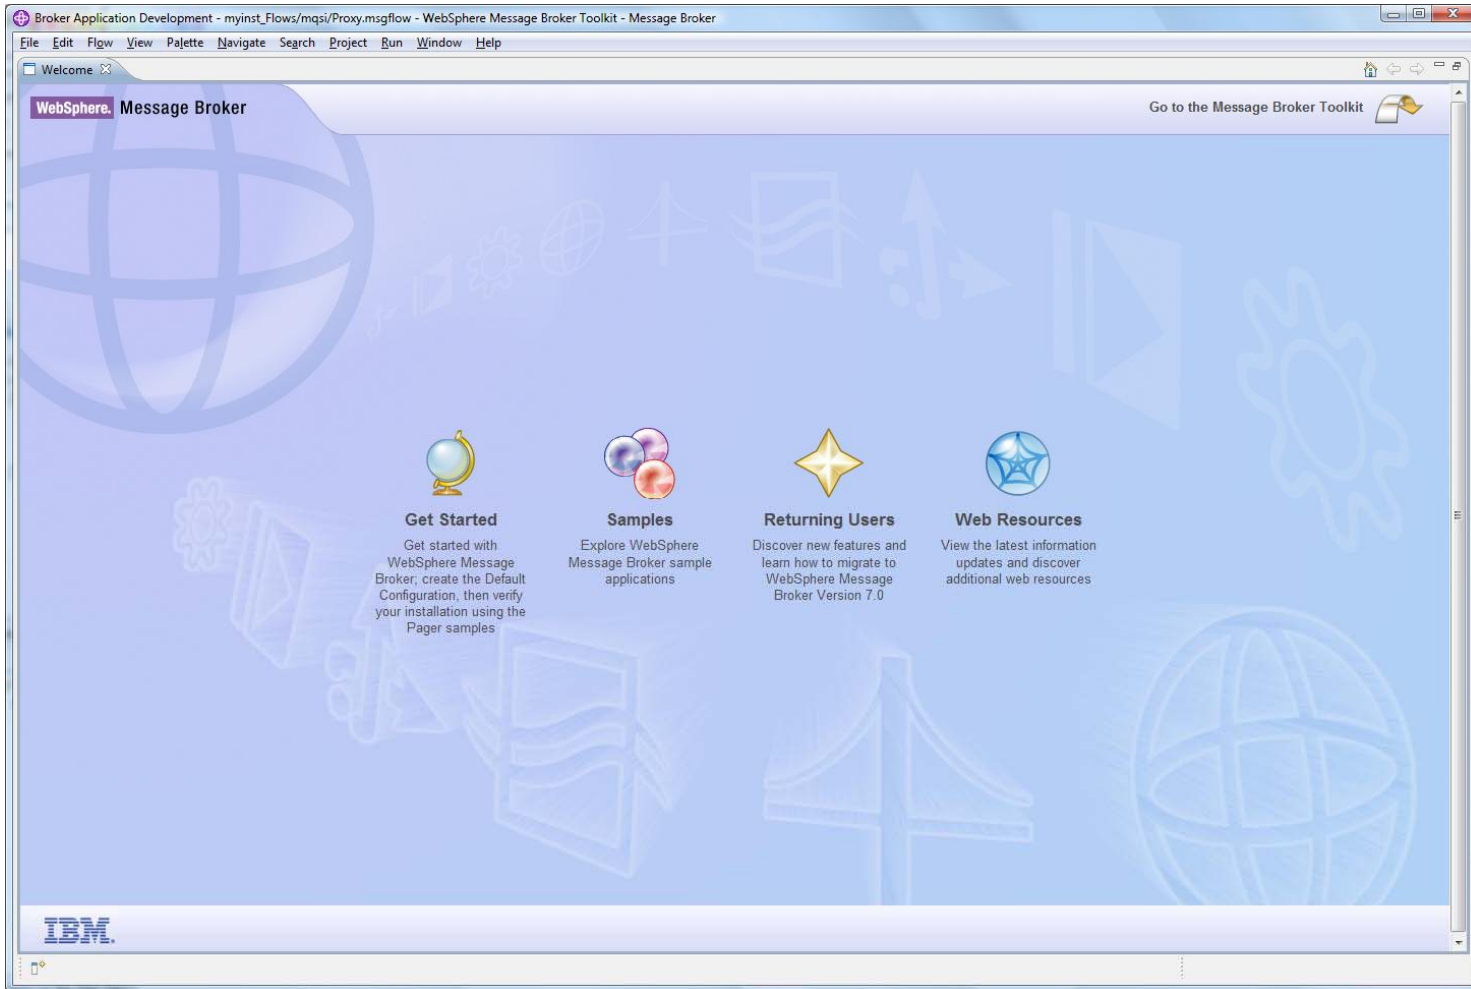 Broker Application Development - myinst_Flows/mqsi/Proxy.msgflow - WebSphere Message Broker Toolkit - Message Broker
File Edit Flow View Palette Navigate Search Project Run Window Help
Welcome
WebSphere. Message Broker
Go to the Message Broker Toolkit
Get Started
Get started with
WebSphere Message
Broker; create the Default
Configuration, then verify
your installation using the
Pager samples
Samples
Explore WebSphere
Message Broker sample
applications
Returning Users
Discover new features and
learn how to migrate to
WebSphere Message
Broker Version 7.0
Web Resources
View the latest information
updates and discover
additional web resources
IBM.